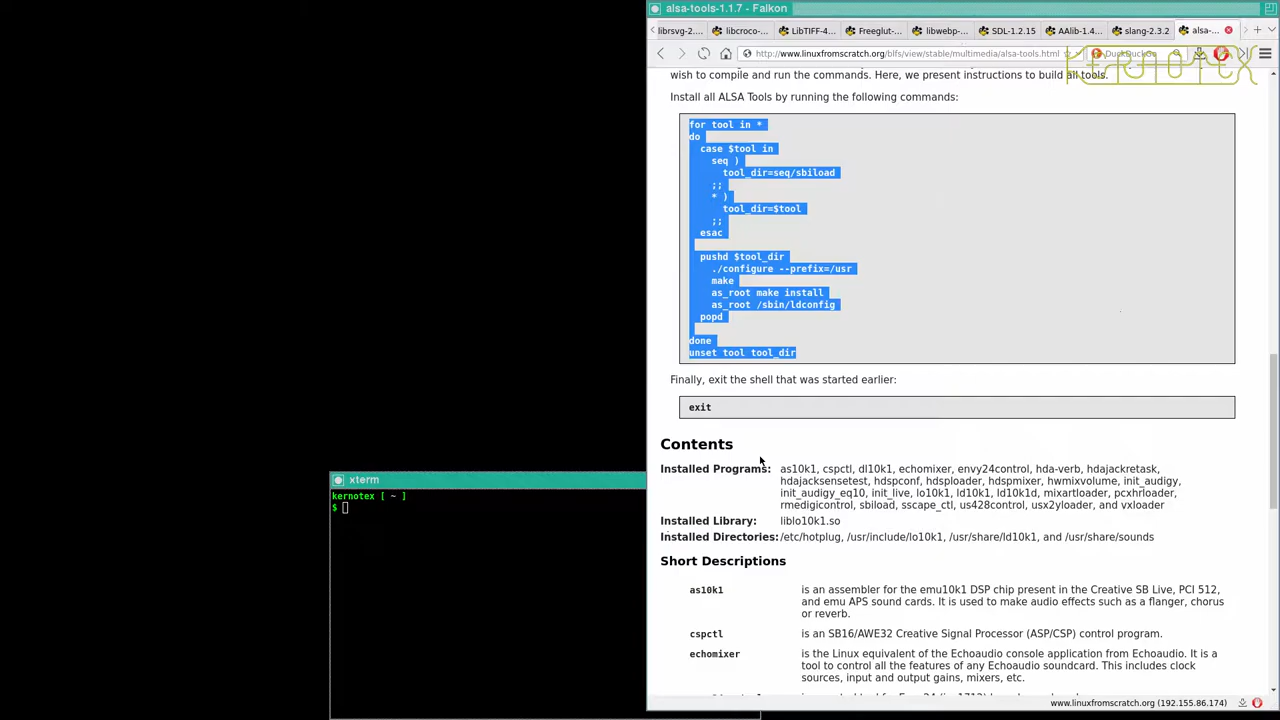 alsa-tools-1.1.7 - Falkon
librsvg-2.... libcroco-... LibTIFF-4... Freeglut-... libwebp-... SDL-1.2.15 AAlib-1.4... slang-2.3.2 alsa-...
http://www.linuxfromscratch.org/blfs/view/stable/multimedia/alsa-tools.html DuckDuckGo
KERNOTEX
wish to compile and run the commands. Here, we present instructions to build all tools.
Install all ALSA Tools by running the following commands:
for tool in *
do
case $tool in
seq )
tool_dir=seq/sbiload
;;
* )
tool_dir=$tool
;;
esac
pushd $tool_dir
./configure --prefix=/usr
make
as_root make install
as_root /sbin/ldconfig
popd
done
unset tool tool_dir
Finally, exit the shell that was started earlier:
exit
Contents
Installed Programs: as10k1, cspctl, dl10k1, echomixer, envy24control, hda-verb, hdajackretask,
hdajacksensetest, hdspconf, hdsploader, hdspmixer, hwmixvolume, init_audigy,
init_audigy_eq10, init_live, lo10k1, ld10k1, ld10k1d, mixartloader, pcxhrloader,
rmedigicontrol, sbiload, sscape_ctl, us428control, usx2yloader, and vxloader
Installed Library: liblo10k1.so
Installed Directories: /etc/hotplug, /usr/include/lo10k1, /usr/share/ld10k1, and /usr/share/sounds
Short Descriptions
as10k1 is an assembler for the emu10k1 DSP chip present in the Creative SB Live, PCI 512,
and emu APS sound cards. It is used to make audio effects such as a flanger, chorus
or reverb.
cspctl is an SB16/AWE32 Creative Signal Processor (ASP/CSP) control program.
echomixer is the Linux equivalent of the Echoaudio console application from Echoaudio. It is a
tool to control all the features of any Echoaudio soundcard. This includes clock
sources, input and output gains, mixers, etc.
www.linuxfromscratch.org (192.155.86.174)
xterm
kernotex [ ~ ]
$